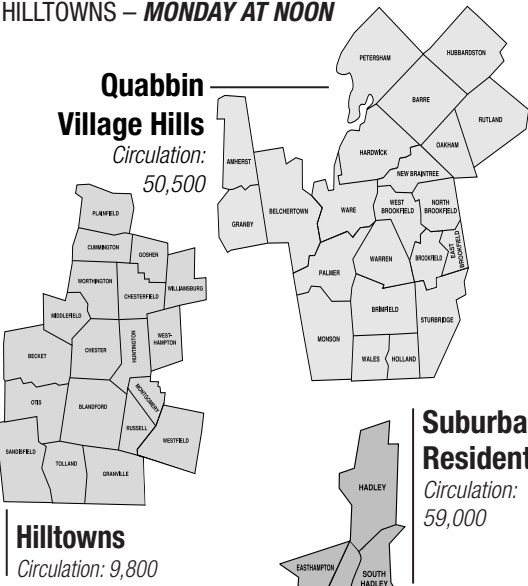 HILLTOWNS – MONDAY AT NOON
Quabbin
Village Hills
Circulation:
50,500
PETERSHAM
HUBBARDSTON
BARRE
RUTLAND
OAKHAM
HARDWICK
NEW BRAINTREE
AMHERST
BELCHERTOWN
GRANBY
WARE
WEST
BROOKFIELD
NORTH
BROOKFIELD
EAST
BROOKFIELD
BROOKFIELD
WARREN
PALMER
BRIMFIELD
STURBRIDGE
MONSON
WALES
HOLLAND
PLAINFIELD
CUMMINGTON
GOSHEN
WORTHINGTON
CHESTERFIELD
WILLIAMSBURG
MIDDLEFIELD
WEST-
HAMPTON
HUNTINGTON
CHESTER
BECKET
MONTGOMERY
OTIS
BLANDFORD
RUSSELL
WESTFIELD
SANDISFIELD
TOLLAND
GRANVILLE
Hilltowns
Circulation: 9,800
Suburba
Resident
Circulation:
59,000
HADLEY
EASTHAMPTON
SOUTH
HADLEY